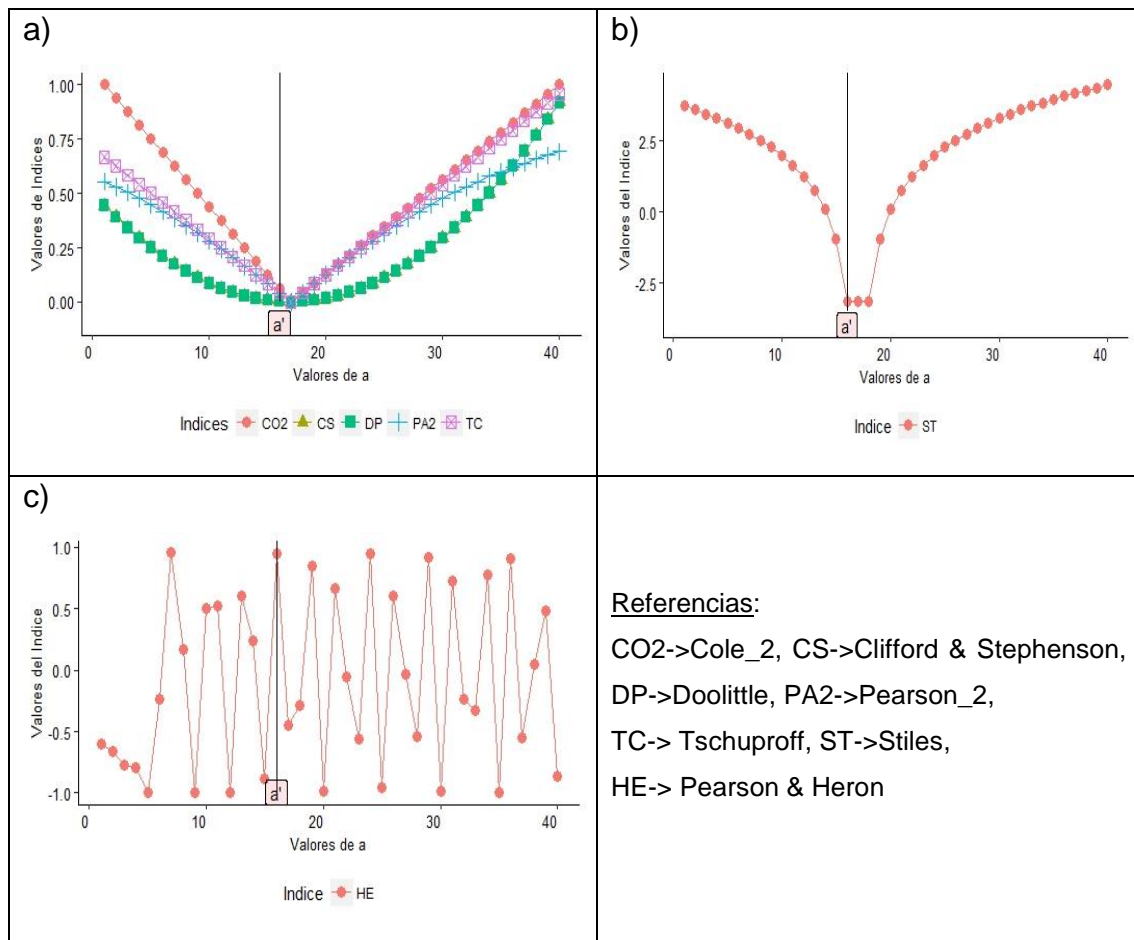 a)
Valores de Indices
1.00
0.75
0.50
0.25
0.00
a'
0 10 20 30 40
Valores de a
Indices CO2 CS DP PA2 TC
b)
Valores del Indice
2.5
0.0
-2.5
a'
0 10 20 30 40
Valores de a
Indice ST
c)
Valores del Indice
1.0
0.5
0.0
-0.5
-1.0
a'
0 10 20 30 40
Valores de a
Indice HE
Referencias:
CO2->Cole_2, CS->Clifford & Stephenson,
DP->Doolittle, PA2->Pearson_2,
TC-> Tschuproff, ST->Stiles,
HE-> Pearson & Heron